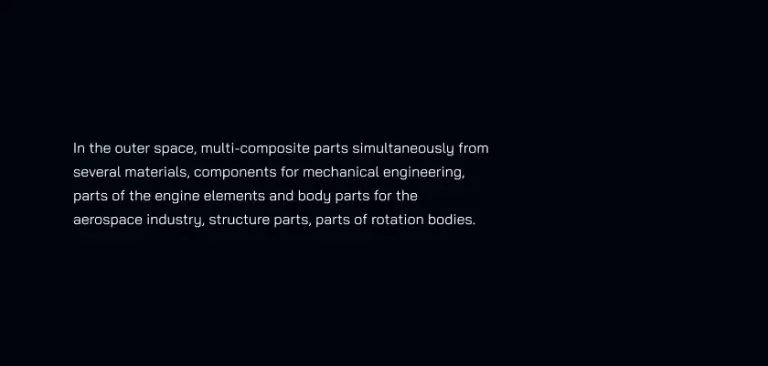 In the outer space, multi-composite parts simultaneously from
several materials, components for mechanical engineering,
parts of the engine elements and body parts for the
aerospace industry, structure parts, parts of rotation bodies.